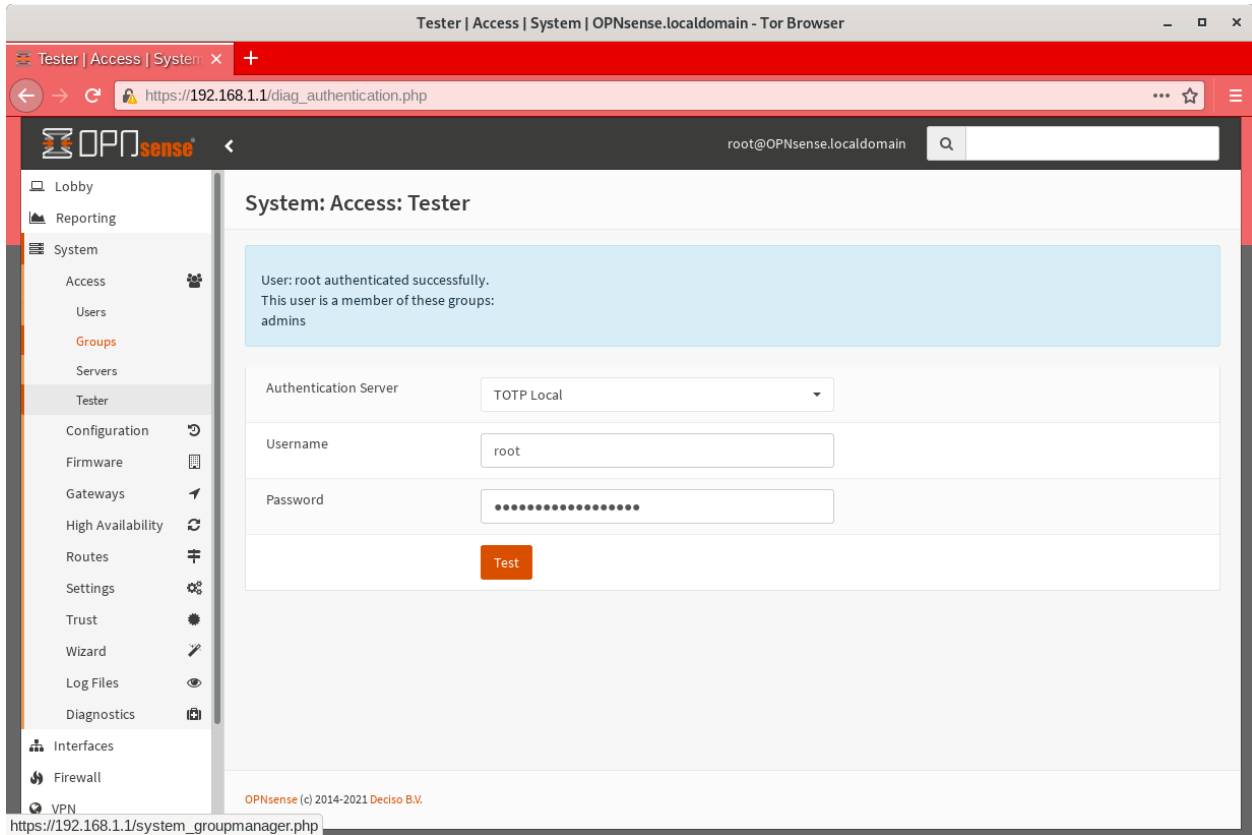 Tester | Access | System | OPNsense.localdomain - Tor Browser
Tester | Access | System
https://192.168.1.1/diag_authentication.php
OPNsense
root@OPNsense.localdomain
Lobby
Reporting
System
Access
Users
Groups
Servers
Tester
Configuration
Firmware
Gateways
High Availability
Routes
Settings
Trust
Wizard
Log Files
Diagnostics
Interfaces
Firewall
VPN
System: Access: Tester
User: root authenticated successfully.
This user is a member of these groups:
admins
Authentication Server
TOTP Local
Username
root
Password
••••••••••••••••••
Test
OPNsense (c) 2014-2021 Deciso B.V.
https://192.168.1.1/system_groupmanager.php